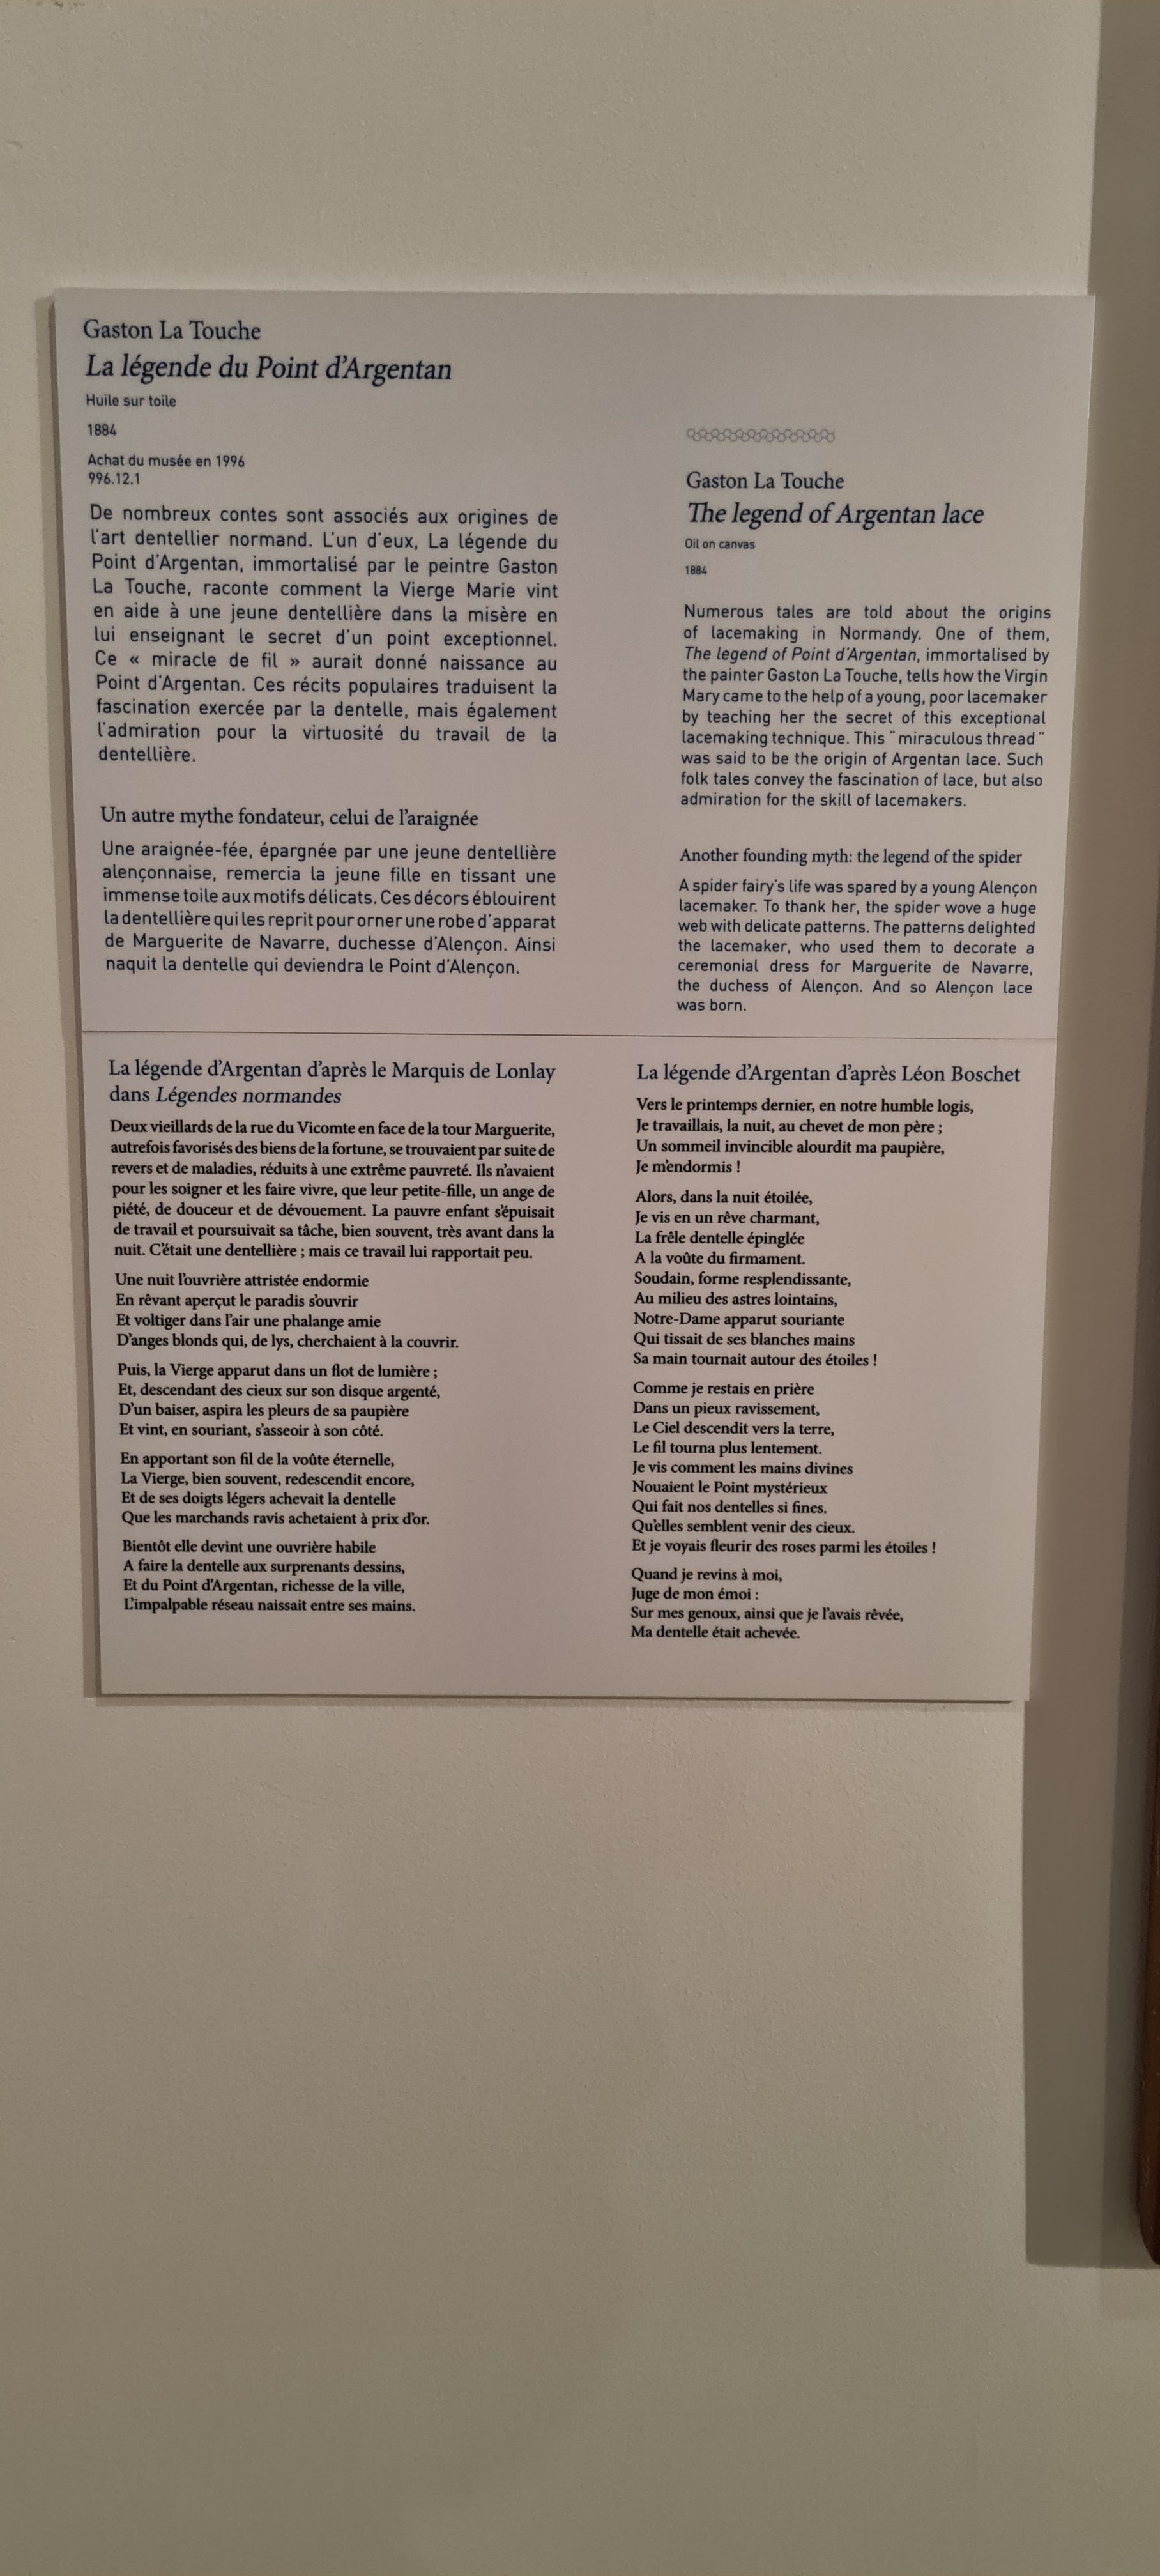 Gaston La Touche
La légende du Point d'Argentan
Huile sur toile
1884
Achat du musée en 1996
996.12.1
De nombreux contes sont associés aux origines de
l'art dentellier normand. L'un d'eux, La légende du
Point d'Argentan, immortalisé par le peintre Gaston
La Touche, raconte comment la Vierge Marie vint
en aide à une jeune dentellière dans la misère en
lui enseignant le secret d'un point exceptionnel.
Ce « miracle de fil » aurait donné naissance au
Point d'Argentan. Ces récits populaires traduisent la
fascination exercée par la dentelle, mais également
l'admiration pour la virtuosité du travail de la
dentellière.
Un autre mythe fondateur, celui de l'araignée
Une araignée-fée, épargnée par une jeune dentellière
alençonnaise, remercia la jeune fille en tissant une
immense toile aux motifs délicats. Ces décors éblouirent
la dentellière qui les reprit pour orner une robe d'apparat
de Marguerite de Navarre, duchesse d'Alençon. Ainsi
naquit la dentelle qui deviendra le Point d'Alençon.
Gaston La Touche
The legend of Argentan lace
Oil on canvas
1884
Numerous tales are told about the origins
of lacemaking in Normandy. One of them,
The legend of Point d'Argentan, immortalised by
the painter Gaston La Touche, tells how the Virgin
Mary came to the help of a young, poor lacemaker
by teaching her the secret of this exceptional
lacemaking technique. This "miraculous thread"
was said to be the origin of Argentan lace. Such
folk tales convey the fascination of lace, but also
admiration for the skill of lacemakers.
Another founding myth: the legend of the spider
A spider fairy's life was spared by a young Alençon
lacemaker. To thank her, the spider wove a huge
web with delicate patterns. The patterns delighted
the lacemaker, who used them to decorate a
ceremonial dress for Marguerite de Navarre,
the duchess of Alençon. And so Alençon lace
was born.
La légende d'Argentan d'après le Marquis de Lonlay
dans Légendes normandes
Deux vieillards de la rue du Vicomte en face de la tour Marguerite,
autrefois favorisés des biens de la fortune, se trouvaient par suite de
revers et de maladies, réduits à une extrême pauvreté. Ils n'avaient
pour les soigner et les faire vivre, que leur petite-fille, un ange de
piété, de douceur et de dévouement. La pauvre enfant s'épuisait
de travail et poursuivait sa tâche, bien souvent, très avant dans la
nuit. C'était une dentellière ; mais ce travail lui rapportait peu.
Une nuit l'ouvrière attristée endormie
En rêvant aperçut le paradis s'ouvrir
Et voltiger dans l'air une phalange amie
D'anges blonds qui, de lys, cherchaient à la couvrir.
Puis, la Vierge apparut dans un flot de lumière ;
Et, descendant des cieux sur son disque argenté,
D'un baiser, aspira les pleurs de sa paupière
Et vint, en souriant, s'asseoir à son côté.
En apportant son fil de la voûte éternelle,
La Vierge, bien souvent, redescendit encore,
Et de ses doigts légers achevait la dentelle
Que les marchands ravis achetaient à prix d'or.
Bientôt elle devint une ouvrière habile
A faire la dentelle aux surprenants dessins,
Et du Point d'Argentan, richesse de la ville,
L'impalpable réseau naissait entre ses mains.
La légende d'Argentan d'après Léon Boschet
Vers le printemps dernier, en notre humble logis,
Je travaillais, la nuit, au chevet de mon père ;
Un sommeil invincible alourdit ma paupière,
Je m'endormis !
Alors, dans la nuit étoilée,
Je vis en un rêve charmant,
La frêle dentelle épinglée
A la voûte du firmament.
Soudain, forme resplendissante,
Au milieu des astres lointains,
Notre-Dame apparut souriante
Qui tissait de ses blanches mains
Sa main tournait autour des étoiles !
Comme je restais en prière
Dans un pieux ravissement,
Le Ciel descendit vers la terre,
Le fil tourna plus lentement.
Je vis comment les mains divines
Nouaient le Point mystérieux
Qui fait nos dentelles si fines.
Qu'elles semblent venir des cieux.
Et je voyais fleurir des roses parmi les étoiles !
Quand je revins à moi,
Juge de mon émoi :
Sur mes genoux, ainsi que je l'avais rêvée,
Ma dentelle était achevée.